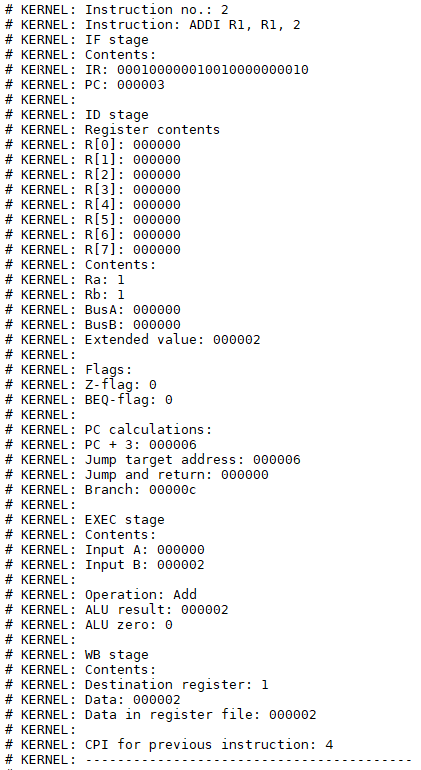 # KERNEL: Instruction no.: 2
# KERNEL: Instruction: ADDI R1, R1, 2
# KERNEL: IF stage
# KERNEL: Contents:
# KERNEL: IR: 000100000010010000000010
# KERNEL: PC: 000003
# KERNEL:
# KERNEL: ID stage
# KERNEL: Register contents
# KERNEL: R[0]: 000000
# KERNEL: R[1]: 000000
# KERNEL: R[2]: 000000
# KERNEL: R[3]: 000000
# KERNEL: R[4]: 000000
# KERNEL: R[5]: 000000
# KERNEL: R[6]: 000000
# KERNEL: R[7]: 000000
# KERNEL: Contents:
# KERNEL: Ra: 1
# KERNEL: Rb: 1
# KERNEL: BusA: 000000
# KERNEL: BusB: 000000
# KERNEL: Extended value: 000002
# KERNEL:
# KERNEL: Flags:
# KERNEL: Z-flag: 0
# KERNEL: BEQ-flag: 0
# KERNEL:
# KERNEL: PC calculations:
# KERNEL: PC + 3: 000006
# KERNEL: Jump target address: 000006
# KERNEL: Jump and return: 000000
# KERNEL: Branch: 00000c
# KERNEL:
# KERNEL: EXEC stage
# KERNEL: Contents:
# KERNEL: Input A: 000000
# KERNEL: Input B: 000002
# KERNEL:
# KERNEL: Operation: Add
# KERNEL: ALU result: 000002
# KERNEL: ALU zero: 0
# KERNEL:
# KERNEL: WB stage
# KERNEL: Contents:
# KERNEL: Destination register: 1
# KERNEL: Data: 000002
# KERNEL: Data in register file: 000002
# KERNEL:
# KERNEL: CPI for previous instruction: 4
# KERNEL: -----------------------------------------